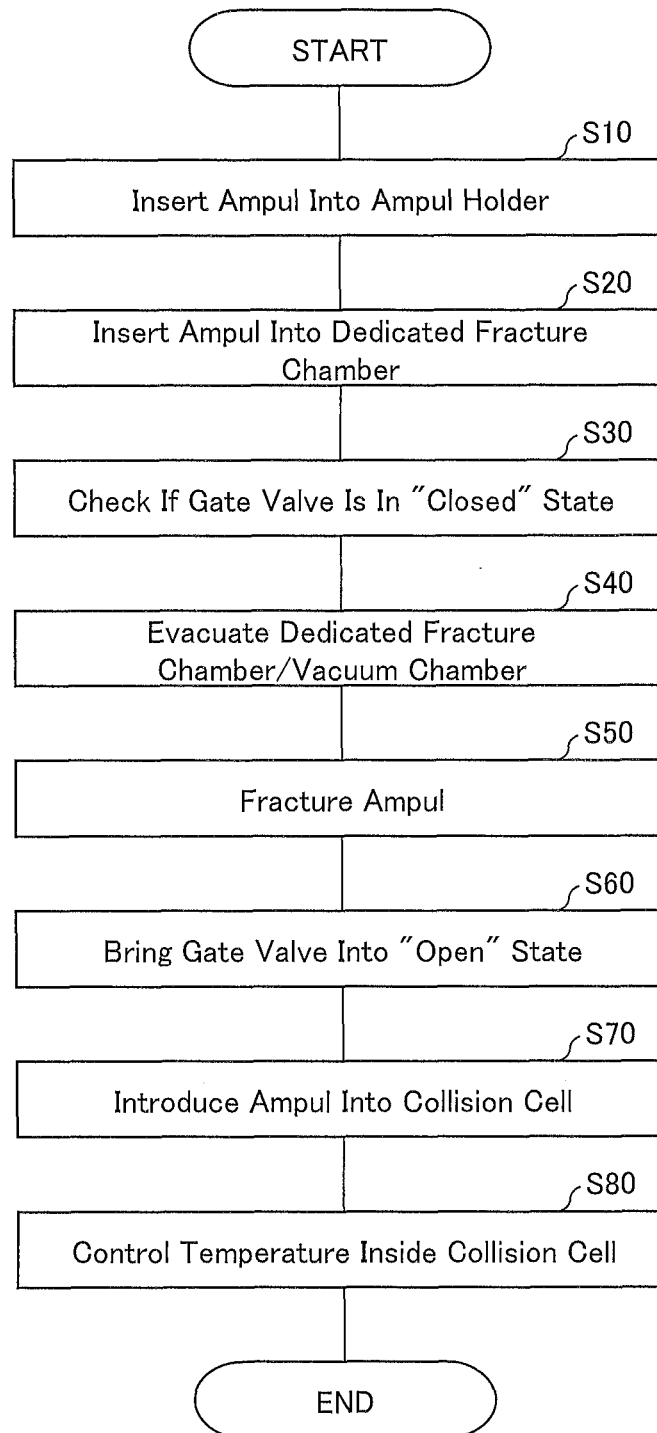 START
S10
Insert Ampul Into Ampul Holder
S20
Insert Ampul Into Dedicated Fracture
Chamber
S30
Check If Gate Valve Is In "Closed" State
S40
Evacuate Dedicated Fracture
Chamber/Vacuum Chamber
S50
Fracture Ampul
S60
Bring Gate Valve Into "Open" State
S70
Introduce Ampul Into Collision Cell
S80
Control Temperature Inside Collision Cell
END